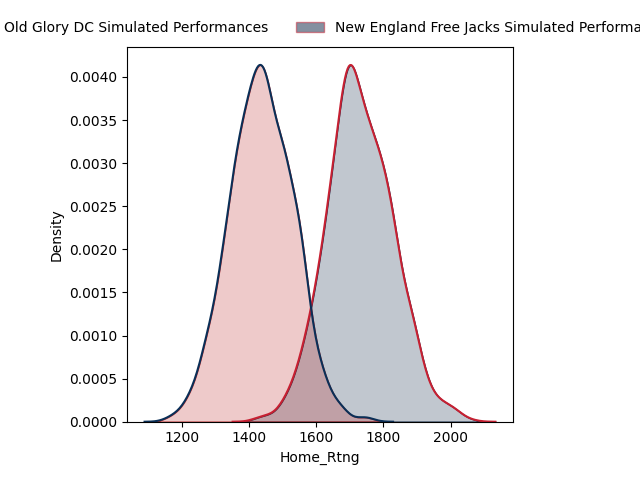 Old Glory DC Simulated Performances
New England Free Jacks Simulated Performa
0.0040
0.0035
0.0030
0.0025
0.0020
0.0015
0.0010
0.0005
0.0000
Density
1200 1400 1600 1800 2000
Home_Rtng